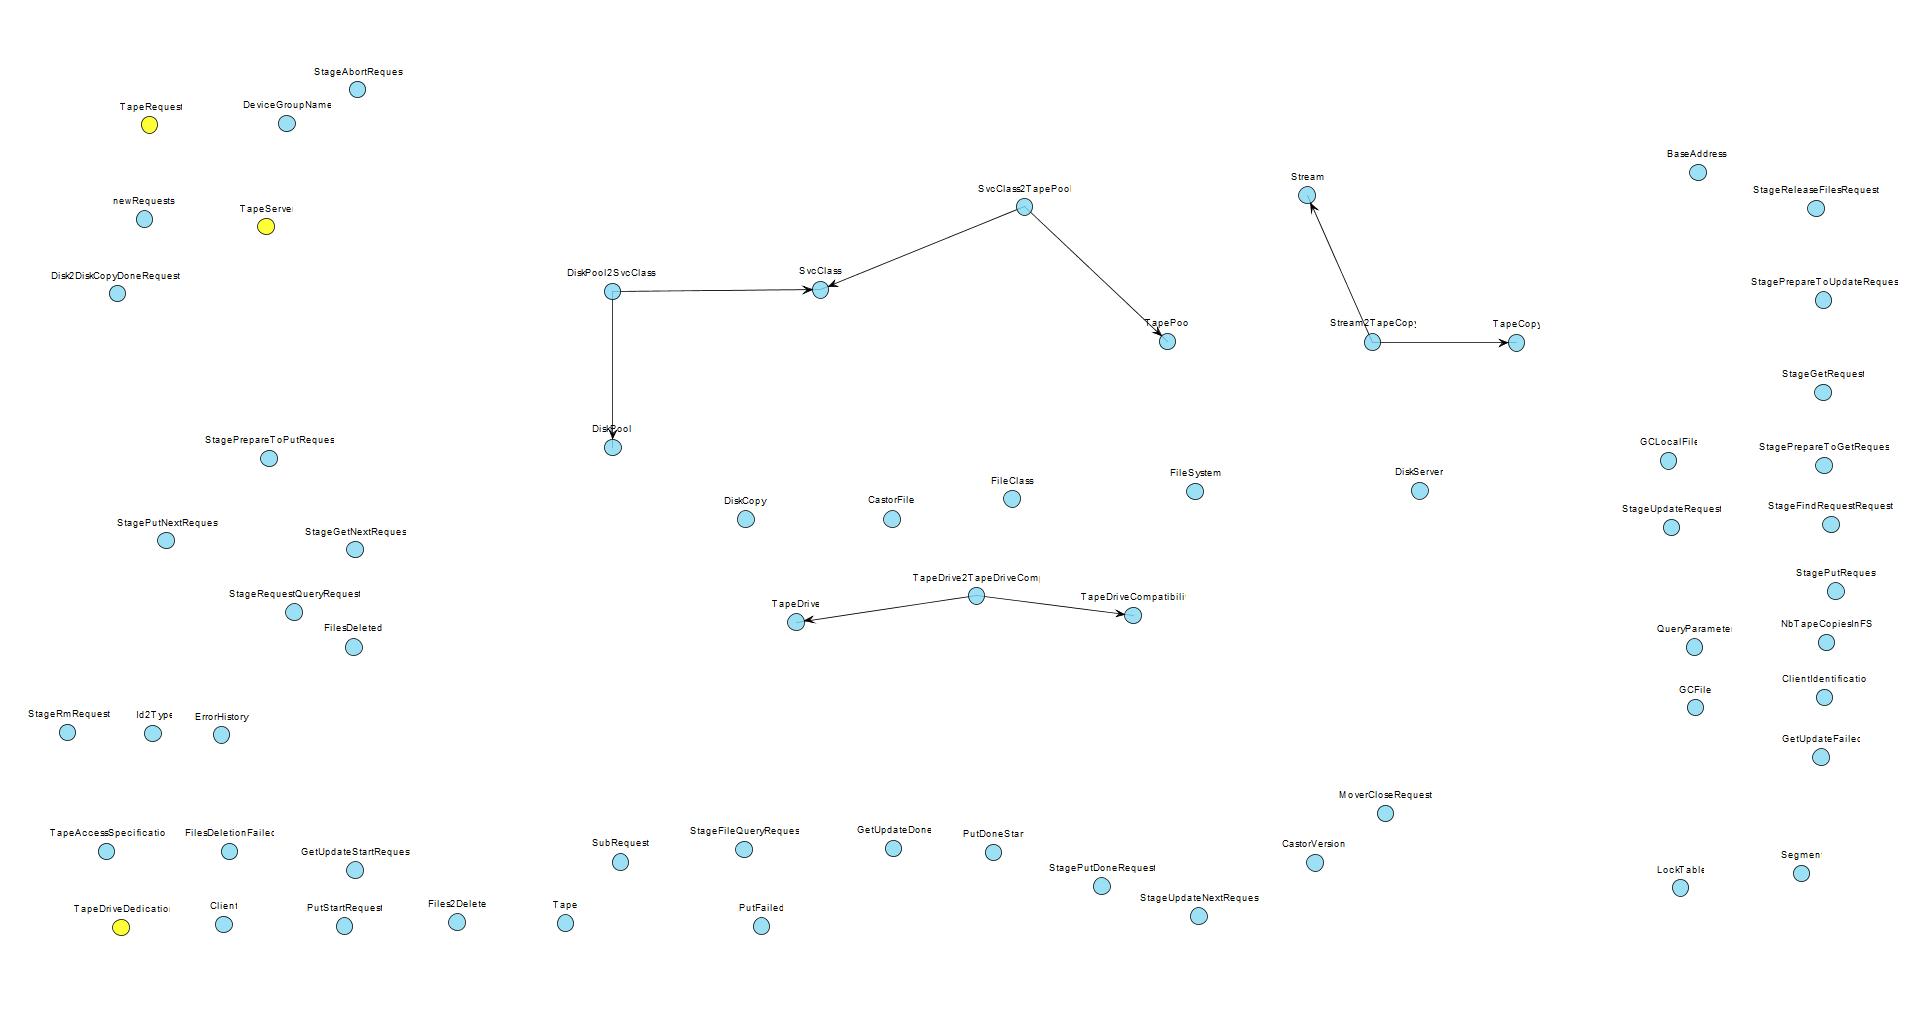 StageAbortReques
DeviceGroupName
TapeRequest
BaseAddress
Stream
SvcClass2TapePool
StageReleaseFilesRequest
newRequests
TapeServer
DiskPool2SvcClass
SvcClass
Disk2DiskCopyDoneRequest
StagePrepareToUpdateReques
TapePoo
Stream2TapeCopy
TapeCopy
StageGetRequest
DiskPool
StagePrepareToPutReques
GCLocalFile
StagePrepareToGetReques
FileSystem
DiskServer
FileClass
DiskCopy
CastorFile
StageUpdateRequest
StageFindRequestRequest
StagePutNextReques
StageGetNextReques
StagePutReques
TapeDrive2TapeDriveCom
StageRequestQueryRequest
TapeDriveCompatibili
TapeDrive
NbTapeCopiesInFS
FilesDeleted
QueryParameter
ClientIdentificatio
GCFile
StageRmRequest
Id2Type
ErrorHistory
GetUpdateFailed
MoverCloseRequest
TapeAccessSpecificatio
FilesDeletionFailed
StageFileQueryReques
GetUpdateDone
PutDoneStar
SubRequest
CastorVersion
GetUpdateStartReques
StagePutDoneRequest
LockTable
Segment
StageUpdateNextReques
TapeDriveDedicatio
Client
PutStartRequest
Files2Delete
Tape
PutFailed